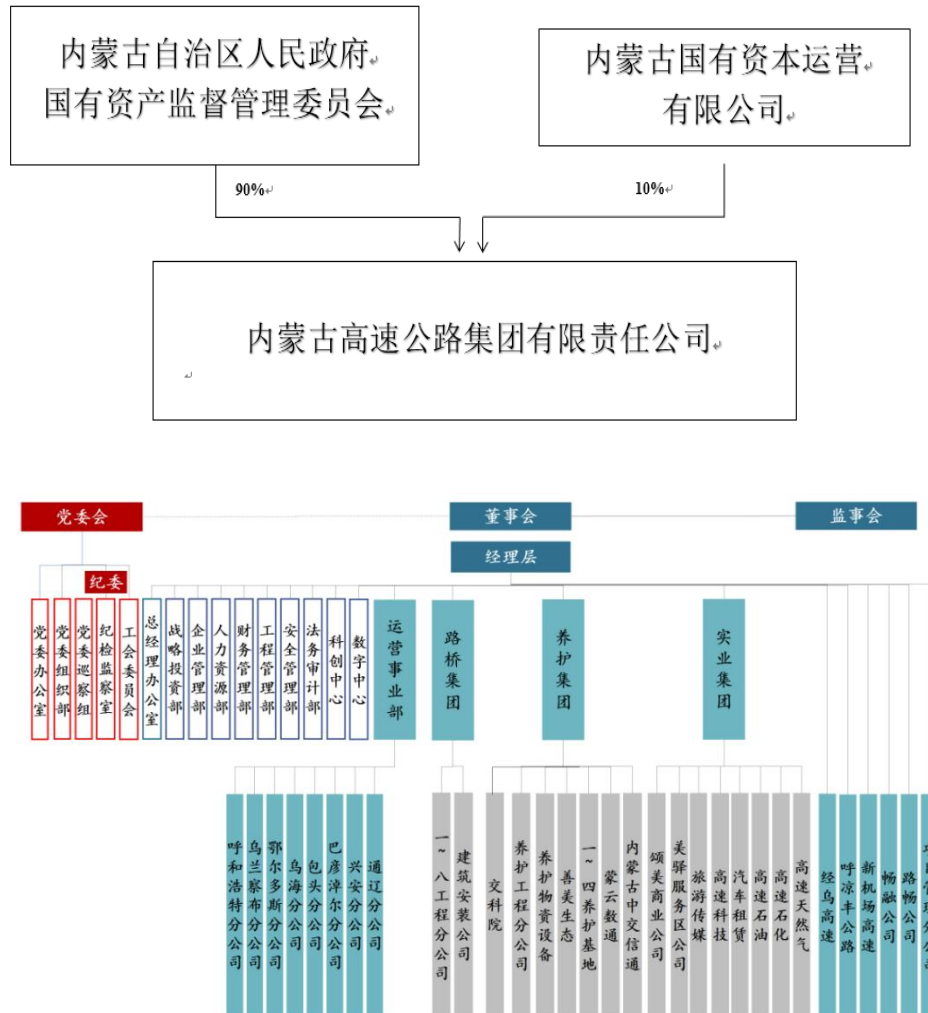 内蒙古自治区人民政府
国有资产监督管理委员会
内蒙古国有资本运营
有限公司
90%
10%
内蒙古高速公路集团有限责任公司
党委会
董事会
监事会
经理层
纪委
党委办公室
党委组织部
党委巡察组
纪检监察室
工会委员会
总经理办公室
战略投资部
企业管理部
人力资源部
财务管理部
工程管理部
安全管理部
法务审计部
科创中心
数字中心
运营事业部
路桥集团
养护集团
实业集团
呼和浩特分公司
乌兰察布分公司
鄂尔多斯分公司
乌海分公司
包头分公司
巴彦淖尔分公司
兴安分公司
通辽分公司
一~八工程分公司
建筑安装公司
交科院
养护工程分公司
养护物资设备
善美生态
一~四养护基地
蒙云数通
内蒙古中交信通
颂美商业公司
美驿服务区公司
旅游传媒
高速科技
汽车租赁
高速石油
高速石化
高速天然气
经乌高速
呼凉丰公路
新机场高速
畅融公司
路畅公司